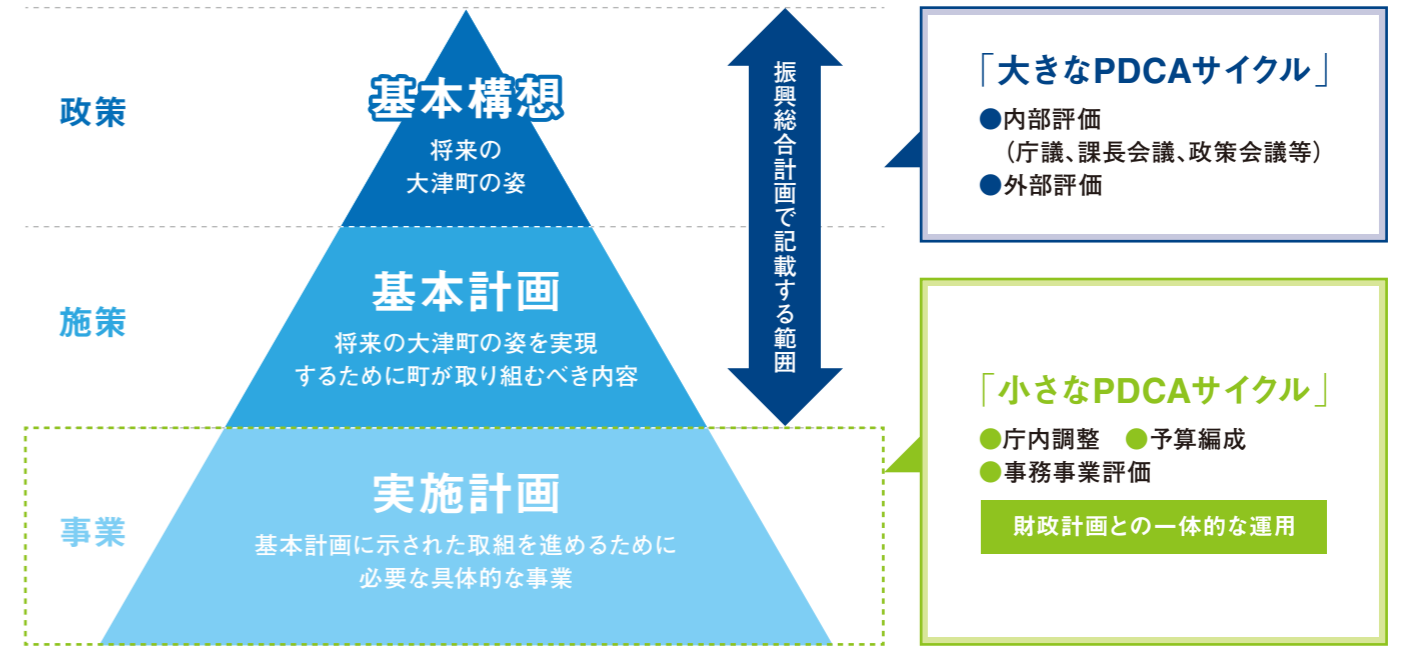 政策
基本構想
将来の
大津町の姿
施策
基本計画
将来の大津町の姿を実現
するために町が取り組むべき内容
事業
実施計画
基本計画に示された取組を進めるために
必要な具体的な事業
振興総合計画で記載する範囲
「大きなPDCAサイクル」
●内部評価
（庁議、課長会議、政策会議等）
●外部評価
「小さなPDCAサイクル」
●庁内調整　●予算編成
●事務事業評価
財政計画との一体的な運用